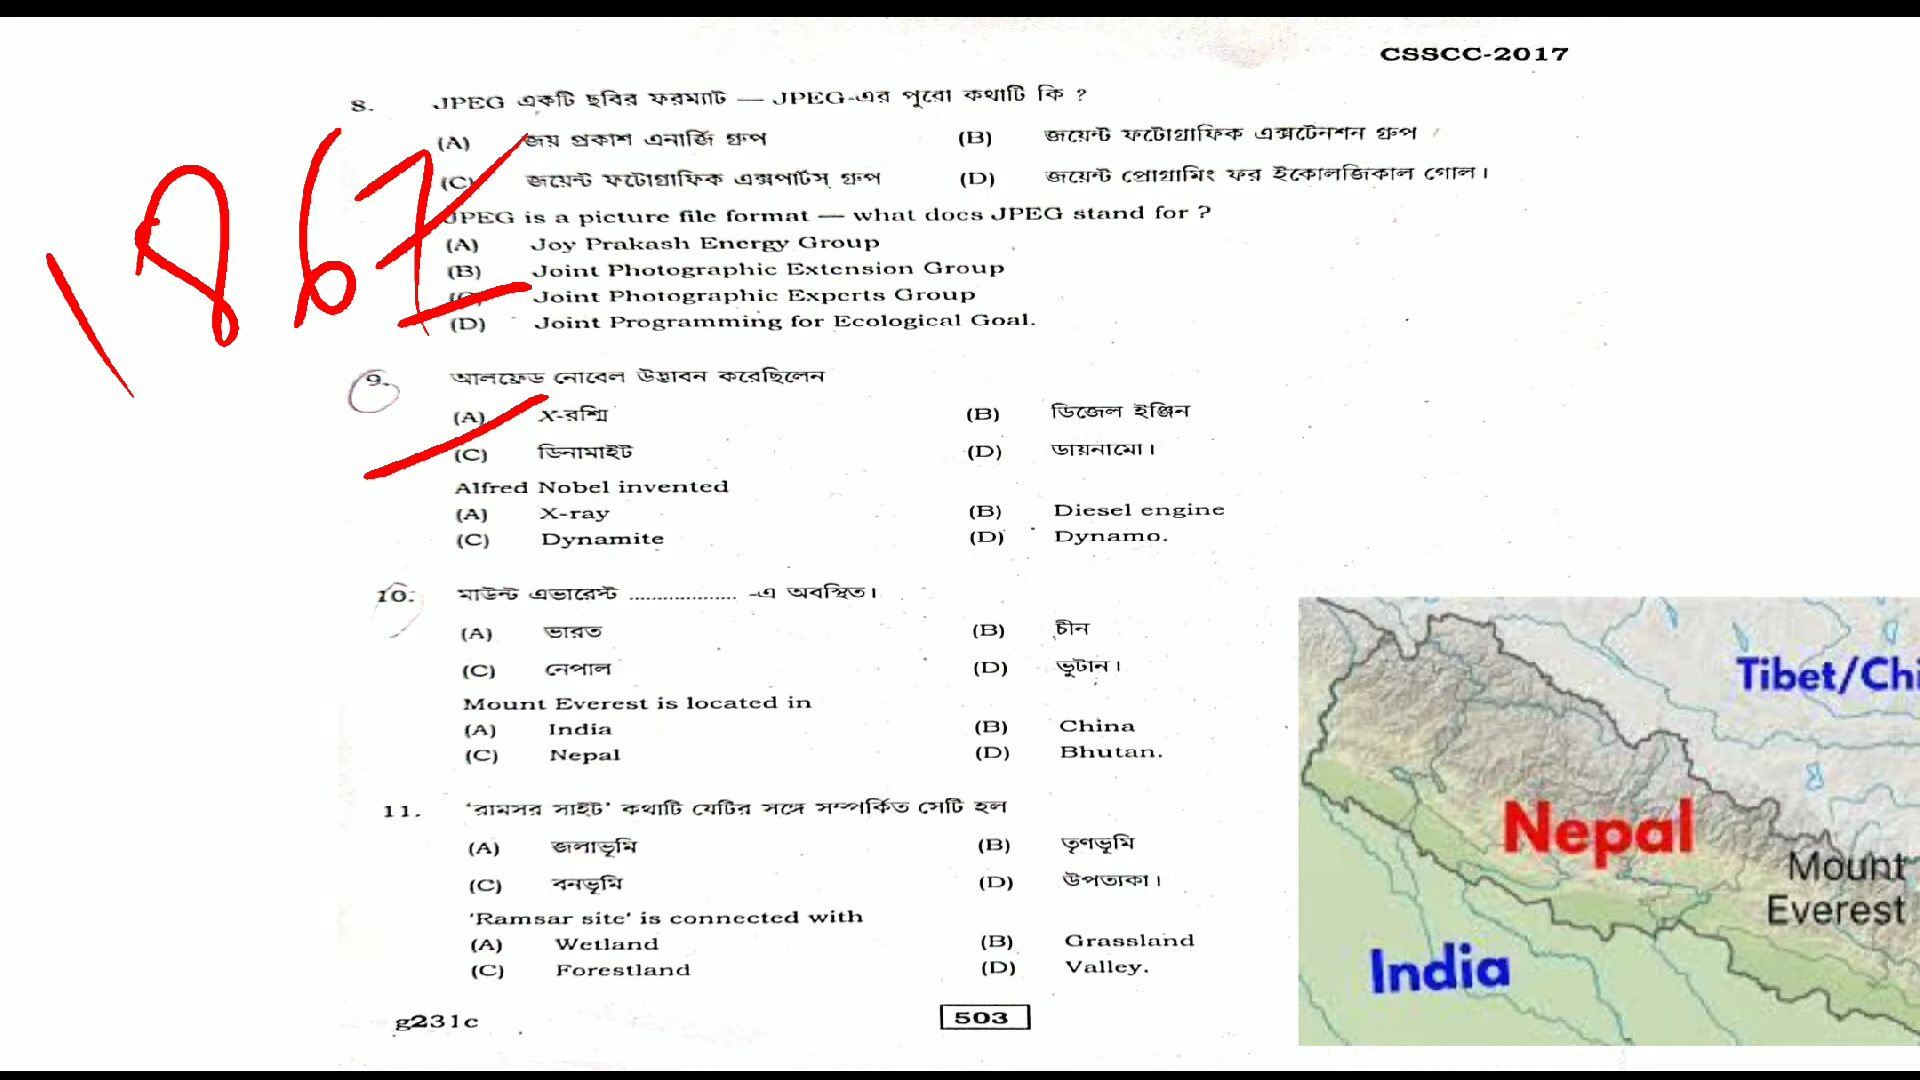 CSSCC-2017
8. JPEG একটি ছবির ফরম্যাট — JPEG-এর পুরো কথাটি কি ?
(A) জয় প্রকাশ এনার্জি গ্রুপ (B) জয়েন্ট ফটোগ্রাফিক এক্সটেনশন গ্রুপ
(C) জয়েন্ট ফটোগ্রাফিক এক্সপার্টস্ গ্রুপ (D) জয়েন্ট প্রোগ্রামিং ফর ইকোলজিকাল গোল।
JPEG is a picture file format — what does JPEG stand for ?
(A) Joy Prakash Energy Group
(B) Joint Photographic Extension Group
(C) Joint Photographic Experts Group
(D) Joint Programming for Ecological Goal.
1867
9. আলফ্রেড নোবেল উদ্ভাবন করেছিলেন
(A) X-রশ্মি (B) ডিজেল ইঞ্জিন
(C) ডিনামাইট (D) ডায়নামো।
Alfred Nobel invented
(A) X-ray (B) Diesel engine
(C) Dynamite (D) Dynamo.
10. মাউন্ট এভারেস্ট ................... -এ অবস্থিত।
(A) ভারত (B) চীন
(C) নেপাল (D) ভুটান।
Mount Everest is located in
(A) India (B) China
(C) Nepal (D) Bhutan.
11. ‘রামসর সাইট’ কথাটি যেটির সঙ্গে সম্পর্কিত সেটি হল
(A) জলাভূমি (B) তৃণভূমি
(C) বনভূমি (D) উপত্যকা।
‘Ramsar site’ is connected with
(A) Wetland (B) Grassland
(C) Forestland (D) Valley.
g231c 503
Tibet/Chi
Nepal
Mount
Everest
India